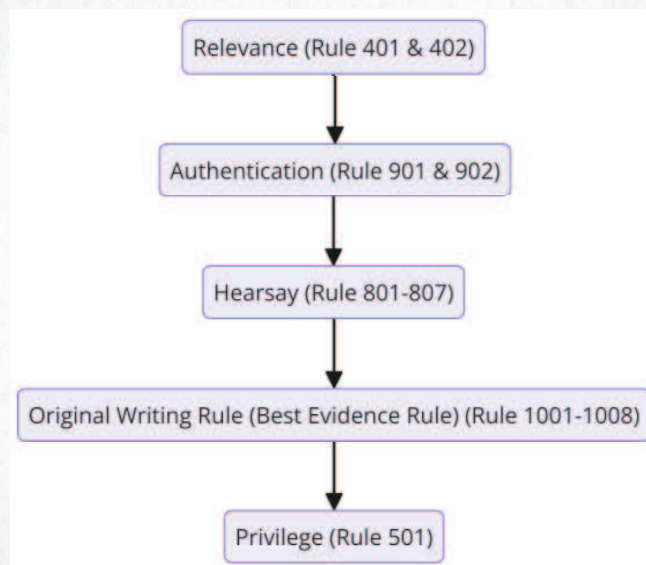 Relevance (Rule 401 & 402)
Authentication (Rule 901 & 902)
Hearsay (Rule 801-807)
Original Writing Rule (Best Evidence Rule) (Rule 1001-1008)
Privilege (Rule 501)